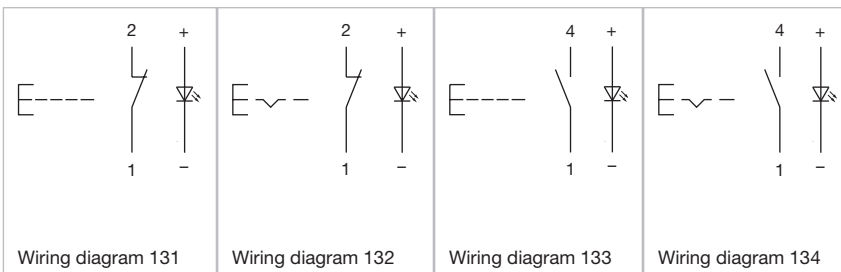 2 +
1 –
Wiring diagram 131
2 +
1 –
Wiring diagram 132
4 +
1 –
Wiring diagram 133
4 +
1 –
Wiring diagram 134